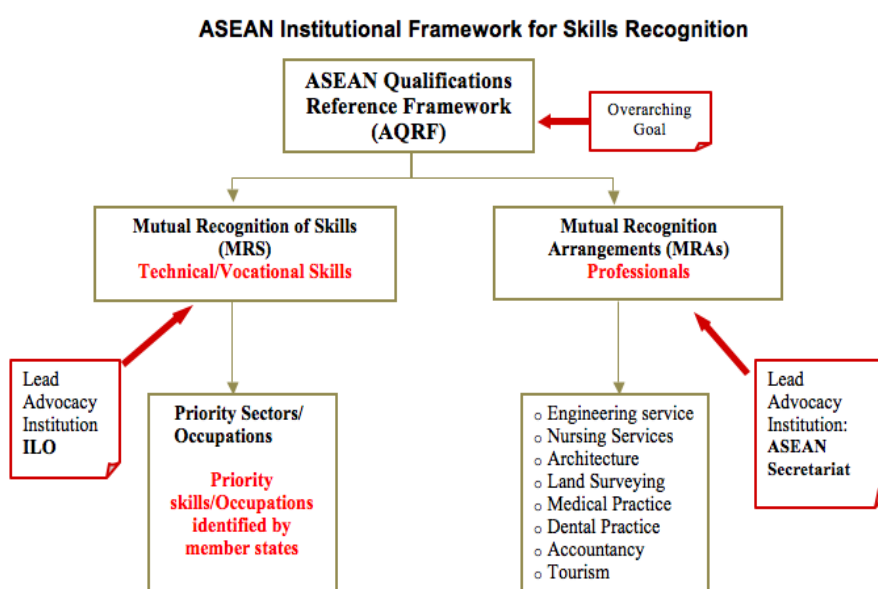 ASEAN Institutional Framework for Skills Recognition
ASEAN Qualifications
Reference Framework
(AQRF)
Overarching
Goal
Mutual Recognition of Skills
(MRS)
Technical/Vocational Skills
Mutual Recognition
Arrangements (MRAs)
Professionals
Lead
Advocacy
Institution
ILO
Priority Sectors/
Occupations
Priority
skills/Occupations
identified by
member states
o Engineering service
o Nursing Services
o Architecture
o Land Surveying
o Medical Practice
o Dental Practice
o Accountancy
o Tourism
Lead
Advocacy
Institution:
ASEAN
Secretariat